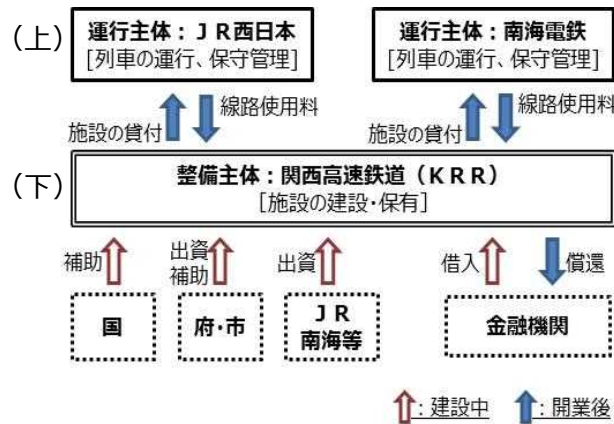 (上)
運行主体：ＪＲ西日本
[列車の運行、保守管理]
運行主体：南海電鉄
[列車の運行、保守管理]
施設の貸付
線路使用料
施設の貸付
線路使用料
(下)
整備主体：関西高速鉄道（ＫＲＲ）
[施設の建設・保有]
補助
出資
補助
出資
借入
償還
国
府・市
ＪＲ
南海等
金融機関
：建設中
：開業後